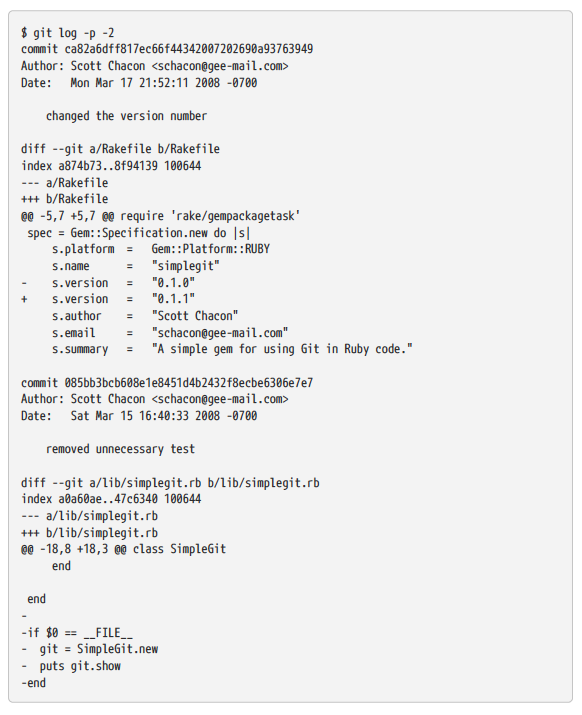 $ git log -p -2
commit ca82a6dff817ec66f44342007202690a93763949
Author: Scott Chacon <schacon@gee-mail.com>
Date:   Mon Mar 17 21:52:11 2008 -0700

    changed the version number

diff --git a/Rakefile b/Rakefile
index a874b73..8f94139 100644
--- a/Rakefile
+++ b/Rakefile
@@ -5,7 +5,7 @@ require 'rake/gempackagetask'
 spec = Gem::Specification.new do |s|
     s.platform  =   Gem::Platform::RUBY
     s.name      =   "simplegit"
-    s.version   =   "0.1.0"
+    s.version   =   "0.1.1"
     s.author    =   "Scott Chacon"
     s.email     =   "schacon@gee-mail.com"
     s.summary   =   "A simple gem for using Git in Ruby code."

commit 085bb3bcb608e1e8451d4b2432f8ecbe6306e7e7
Author: Scott Chacon <schacon@gee-mail.com>
Date:   Sat Mar 15 16:40:33 2008 -0700

    removed unnecessary test

diff --git a/lib/simplegit.rb b/lib/simplegit.rb
index a0a60ae..47c6340 100644
--- a/lib/simplegit.rb
+++ b/lib/simplegit.rb
@@ -18,8 +18,3 @@ class SimpleGit
     end

 end
-
-if $0 == __FILE__
-  git = SimpleGit.new
-  puts git.show
-end